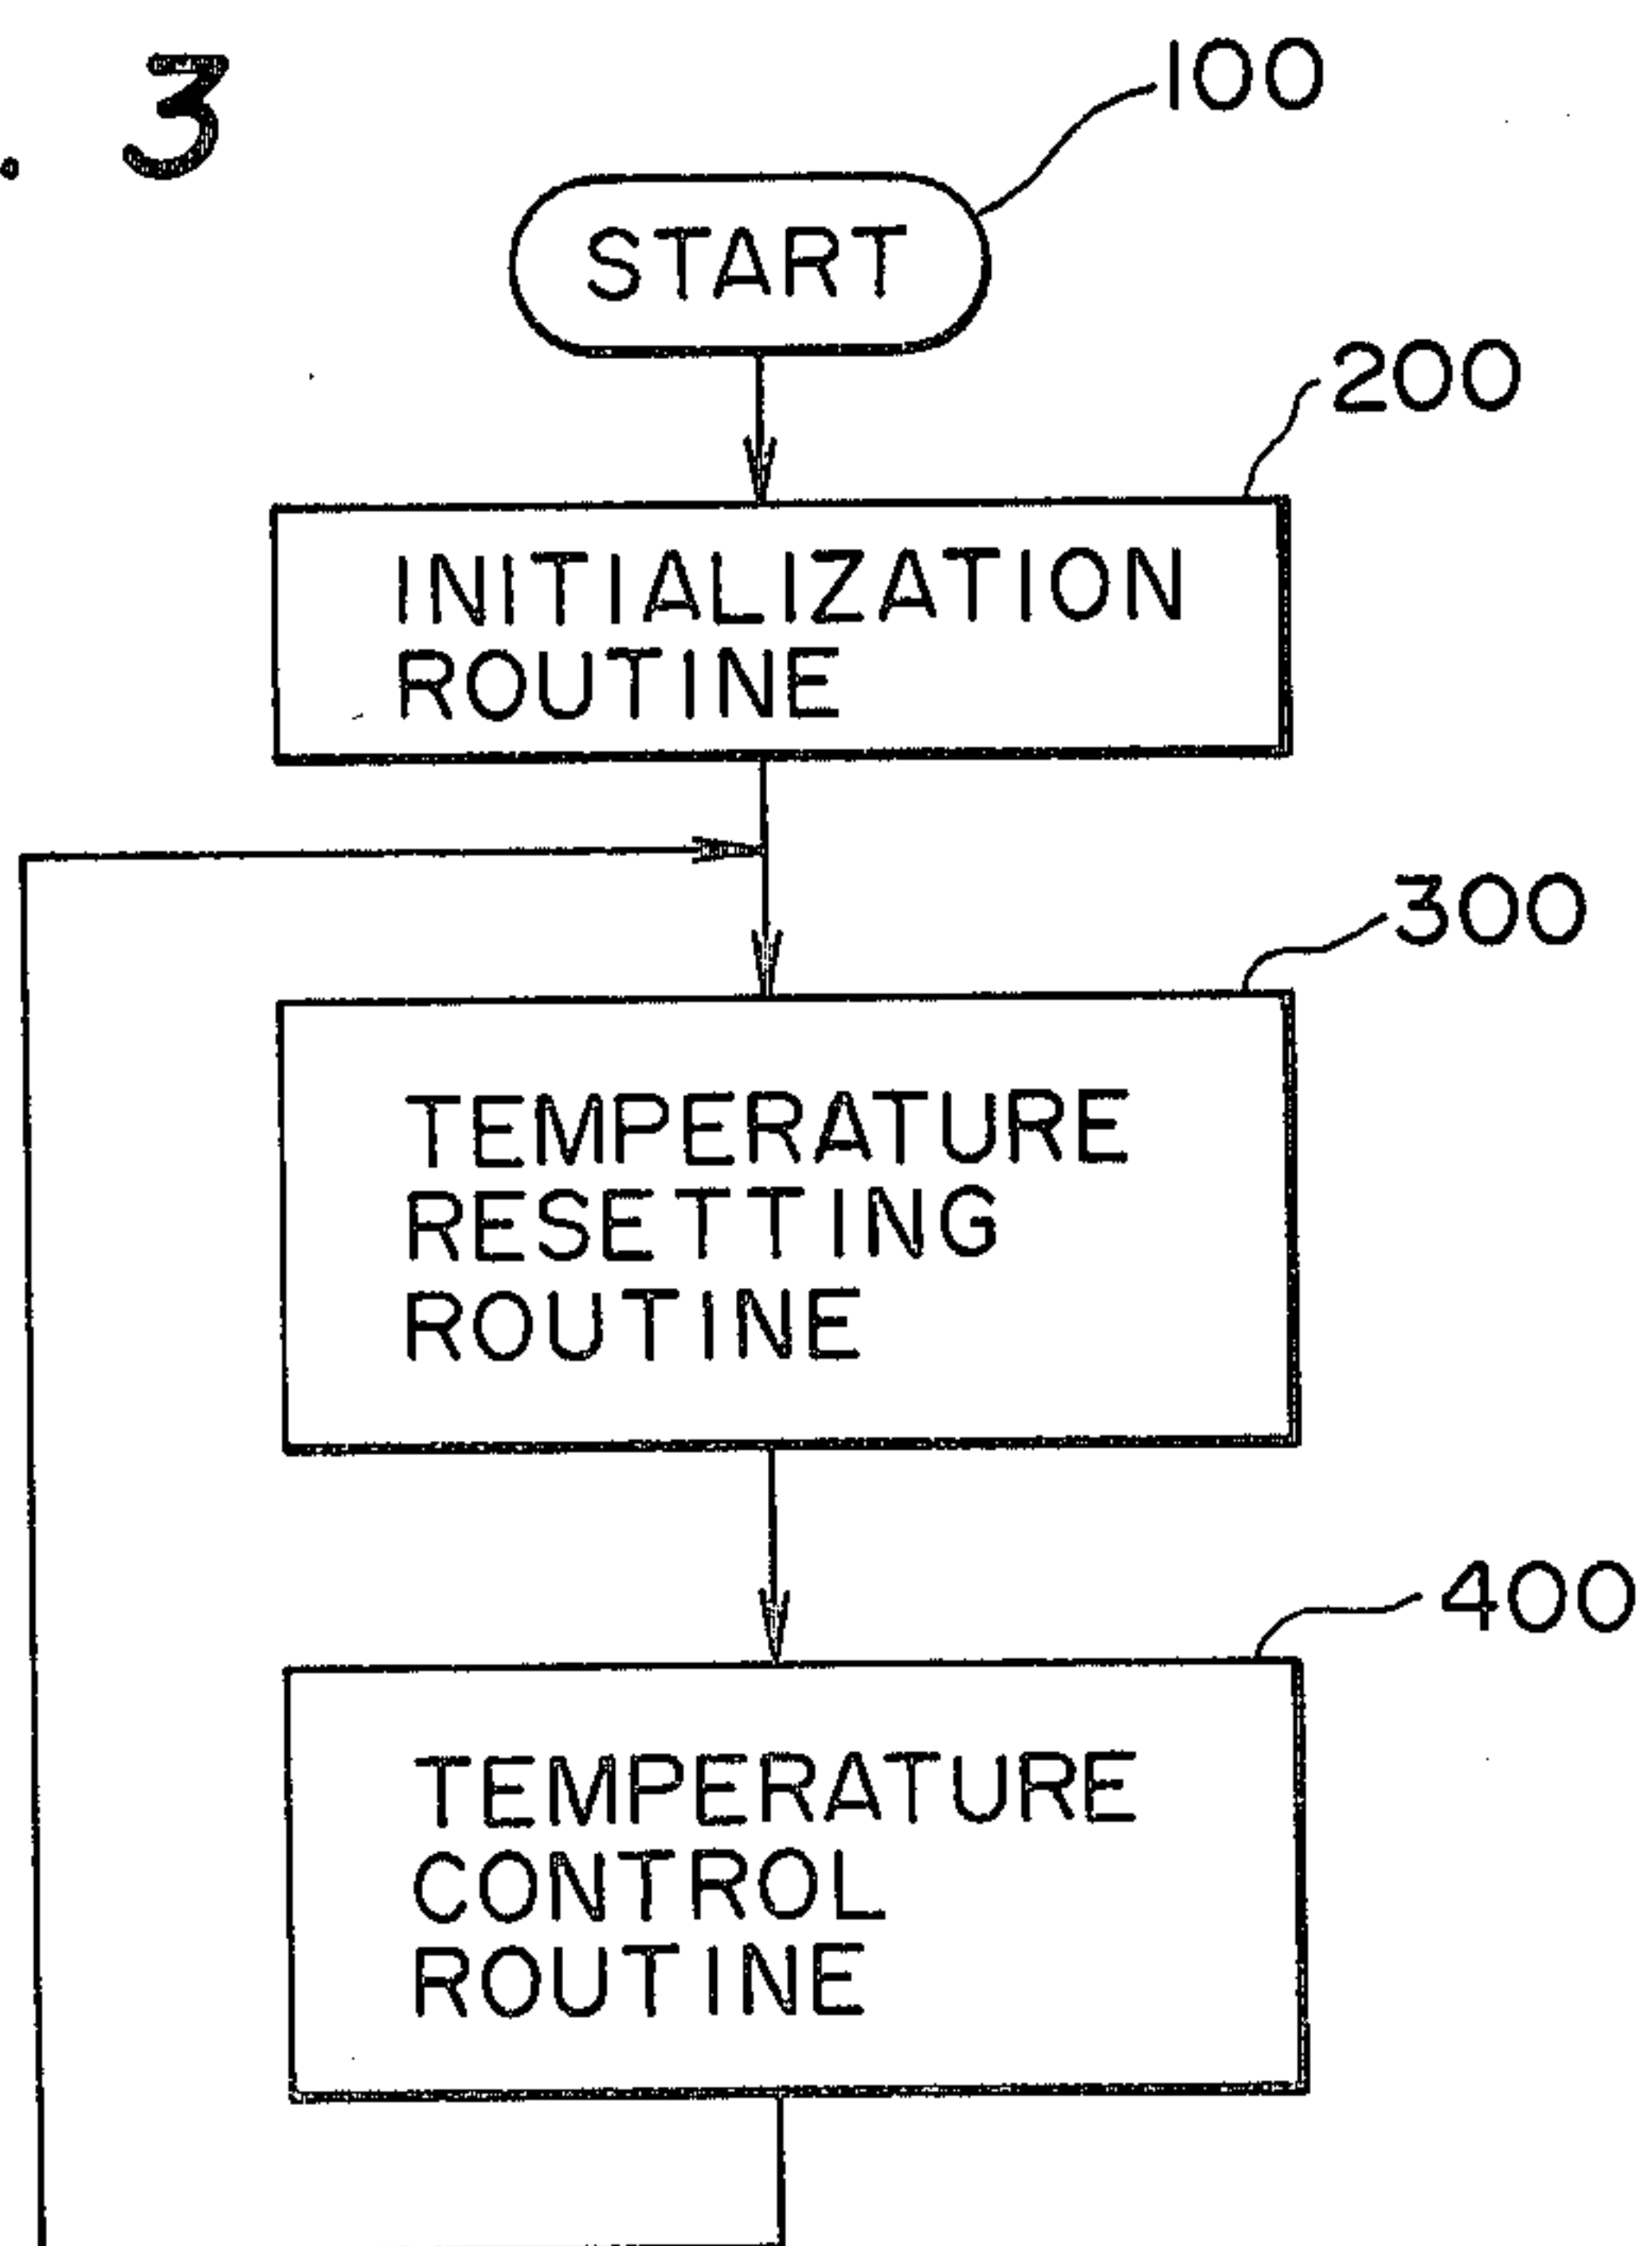 . 3
100
START
200
INITIALIZATION
ROUTINE
300
TEMPERATURE
RESETTING
ROUTINE
400
TEMPERATURE
CONTROL
ROUTINE